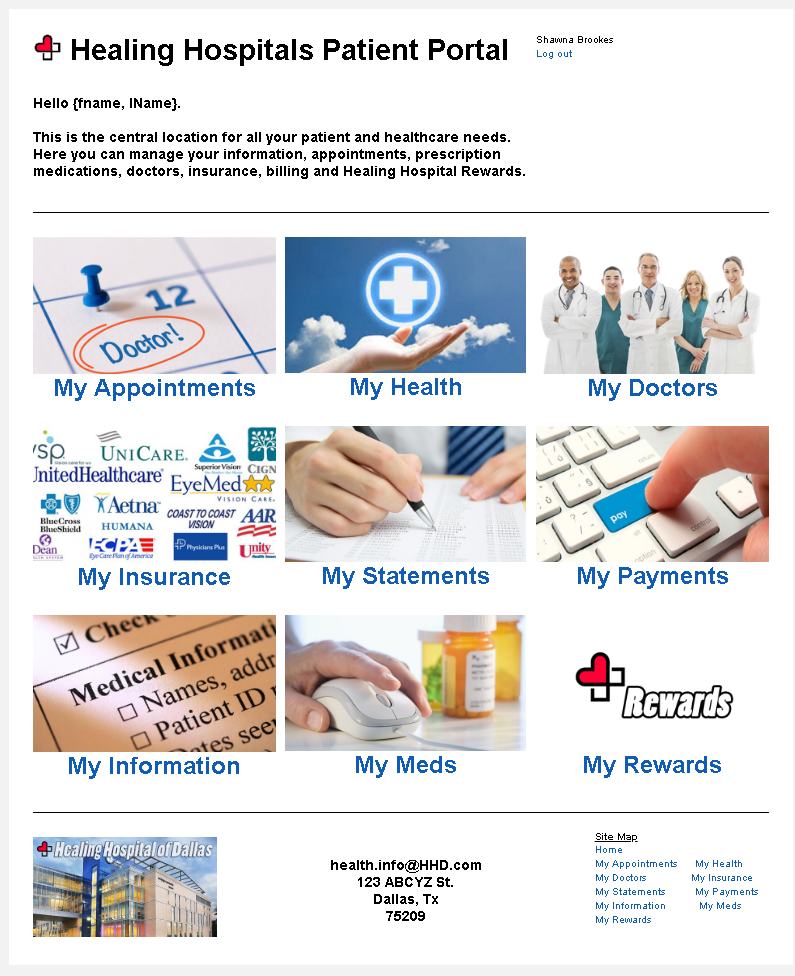 Healing Hospitals Patient Portal
Shawna Brookes
Log out
Hello {fname, lName}.
This is the central location for all your patient and healthcare needs.
Here you can manage your information, appointments, prescription
medications, doctors, insurance, billing and Healing Hospital Rewards.
12
Doctor!
My Appointments
My Health
My Doctors
vsp
UNICARE.
Superior Vision
CIGN
UnitedHealthcare
EyeMed
VISION CARE
BlueCross
BlueShield
Aetna
HUMANA
COAST TO COAST
VISION
AAR
Dean
ECPA
Eye Care Plan of America
Physicians Plus
Unity
My Insurance
My Statements
pay
control
option
My Payments
Check
Medical Informati
Names, addr
Patient ID
Dates see
My Information
My Meds
Rewards
My Rewards
Healing Hospital of Dallas
health.info@HHD.com
123 ABCYZ St.
Dallas, Tx
75209
Site Map
Home
My Appointments My Health
My Doctors My Insurance
My Statements My Payments
My Information My Meds
My Rewards